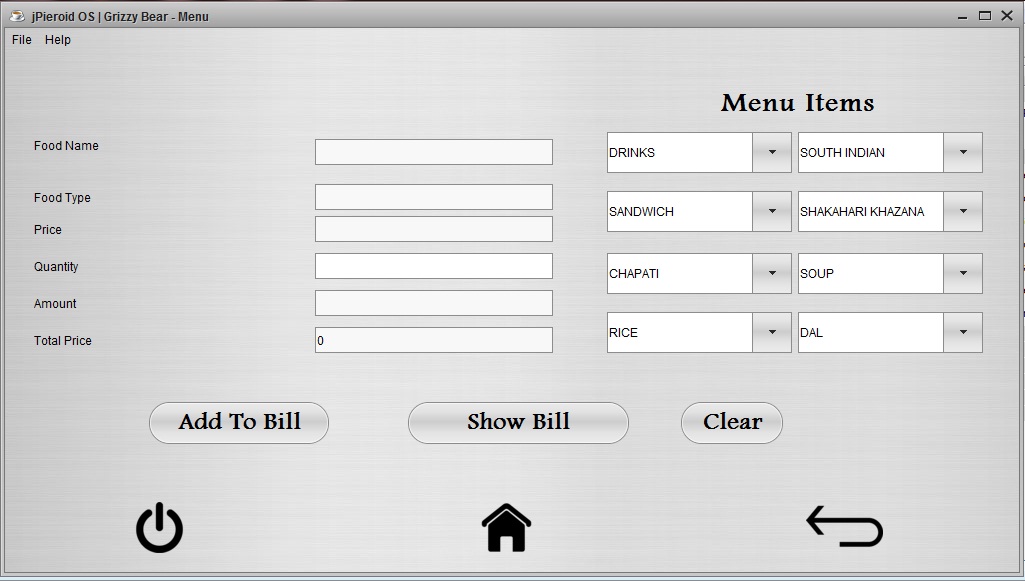 jPieroid OS | Grizzy Bear - Menu
File Help
Menu Items
Food Name
DRINKS SOUTH INDIAN
Food Type
SANDWICH SHAKAHARI KHAZANA
Price
Quantity
CHAPATI SOUP
Amount
Total Price 0
RICE DAL
Add To Bill Show Bill Clear